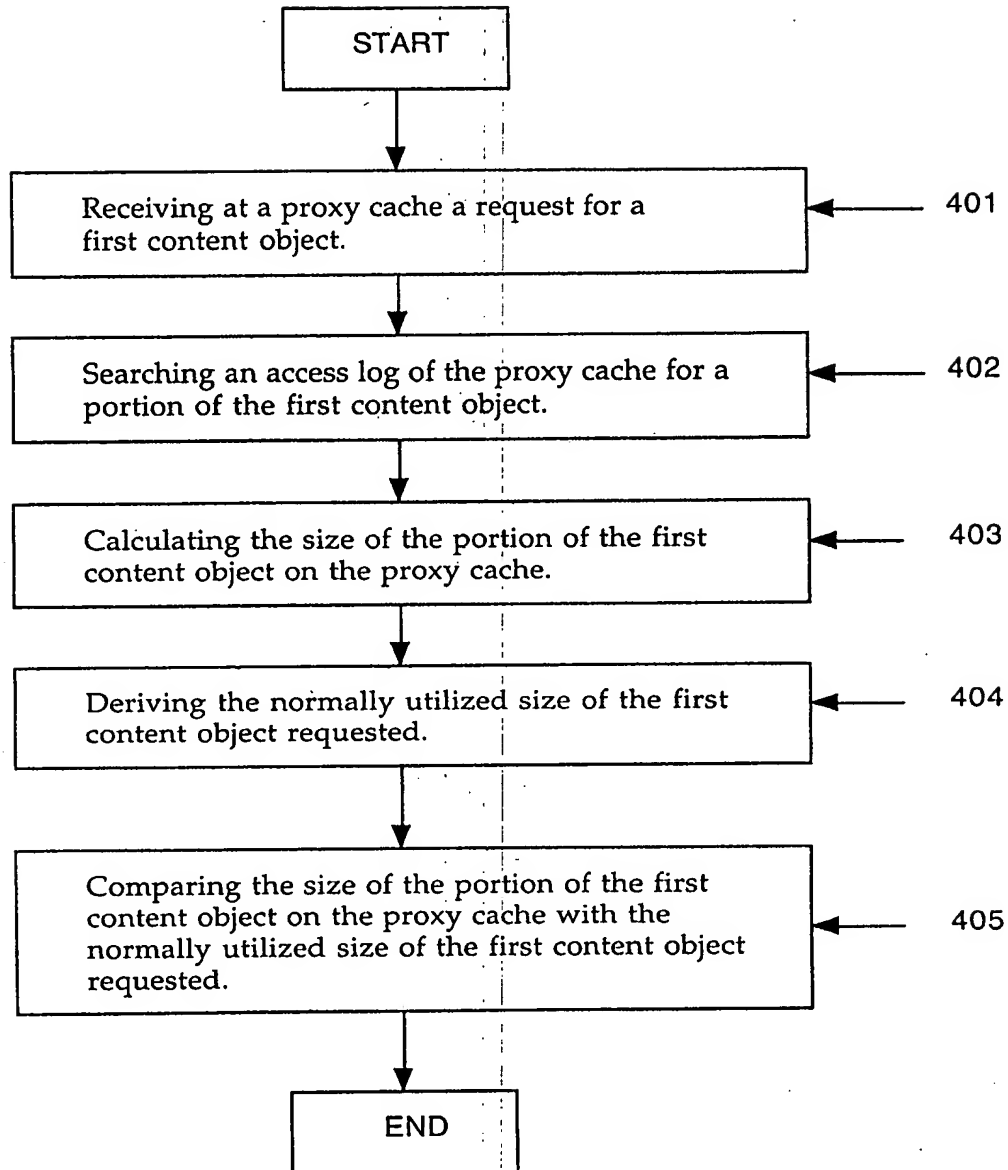 START
Receiving at a proxy cache a request for a
first content object.
401
Searching an access log of the proxy cache for a
portion of the first content object.
402
Calculating the size of the portion of the first
content object on the proxy cache.
403
Deriving the normally utilized size of the first
content object requested.
404
Comparing the size of the portion of the first
content object on the proxy cache with the
normally utilized size of the first content object
requested.
405
END